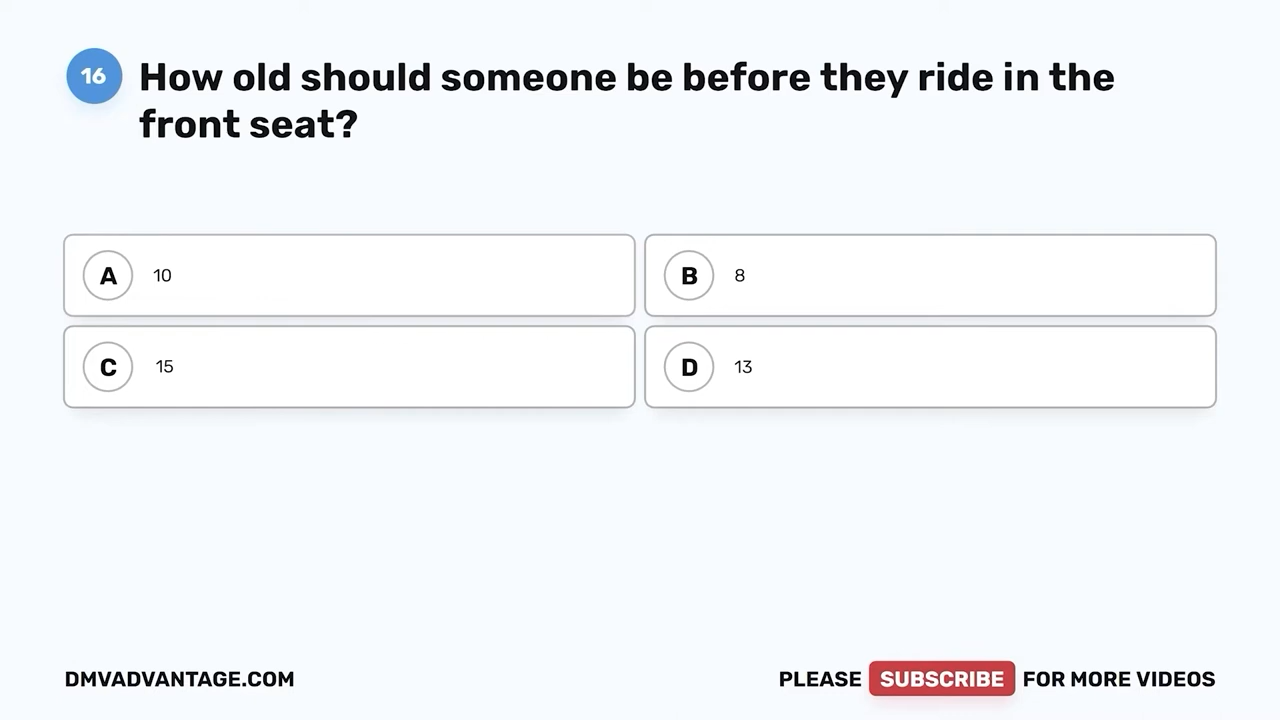 16
How old should someone be before they ride in the
front seat?
A 10
B 8
C 15
D 13
DMVADVANTAGE.COM
PLEASE SUBSCRIBE FOR MORE VIDEOS